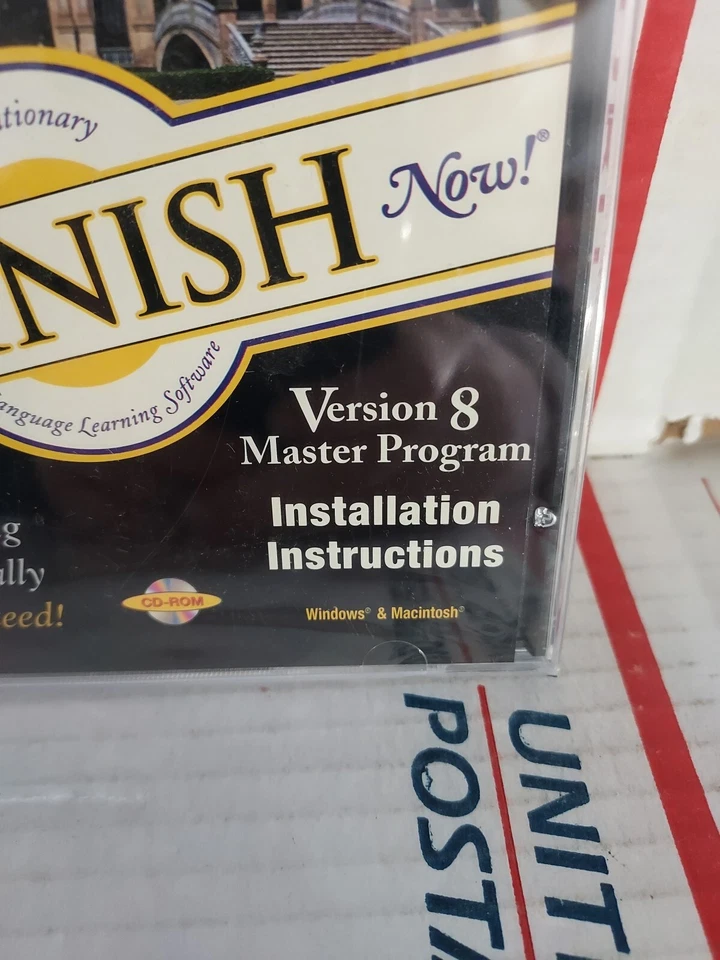 tionary
NISH Now!®
anguage Learning Software
Version 8
Master Program
Installation
Instructions
g
lly
eed!
CD-ROM
Windows® & Macintosh®
UNIT
POSTA